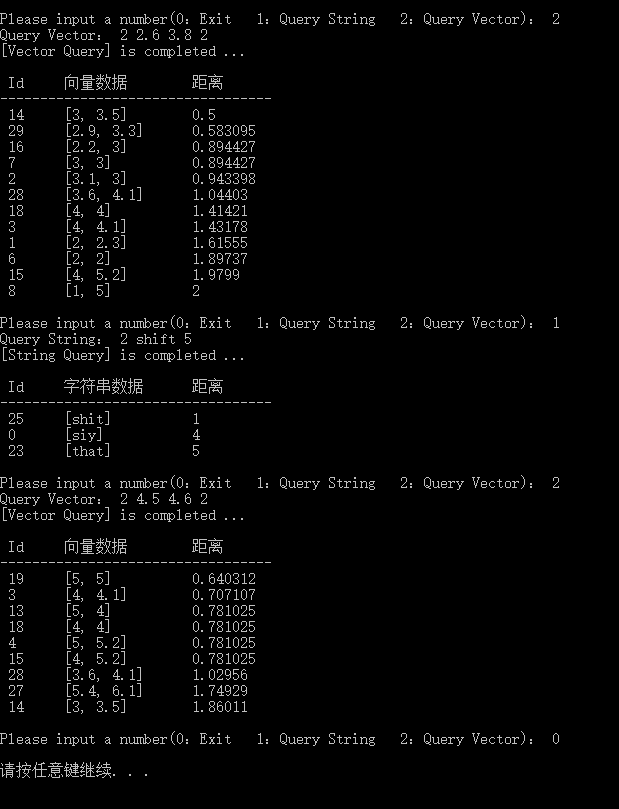 Please input a number(0: Exit   1: Query String   2: Query Vector):  2
Query Vector:  2 2.6 3.8 2
[Vector Query] is completed ...
Id     向量数据        距离
----------------------------------
14     [3, 3.5]        0.5
29     [2.9, 3.3]      0.583095
16     [2.2, 3]        0.894427
7      [3, 3]          0.894427
2      [3.1, 3]        0.943398
28     [3.6, 4.1]      1.04403
18     [4, 4]          1.41421
3      [4, 4.1]        1.43178
1      [2, 2.3]        1.61555
6      [2, 2]          1.89737
15     [4, 5.2]        1.9799
8      [1, 5]          2
Please input a number(0: Exit   1: Query String   2: Query Vector):  1
Query String:  2 shift 5
[String Query] is completed ...
Id     字符串数据      距离
----------------------------------
25     [shit]          1
0      [siy]           4
23     [that]          5
Please input a number(0: Exit   1: Query String   2: Query Vector):  2
Query Vector:  2 4.5 4.6 2
[Vector Query] is completed ...
Id     向量数据        距离
----------------------------------
19     [5, 5]          0.640312
3      [4, 4.1]        0.707107
13     [5, 4]          0.781025
18     [4, 4]          0.781025
4      [5, 5.2]        0.781025
15     [4, 5.2]        0.781025
28     [3.6, 4.1]      1.02956
27     [5.4, 6.1]      1.74929
14     [3, 3.5]        1.86011
Please input a number(0: Exit   1: Query String   2: Query Vector):  0
请按任意键继续. . .